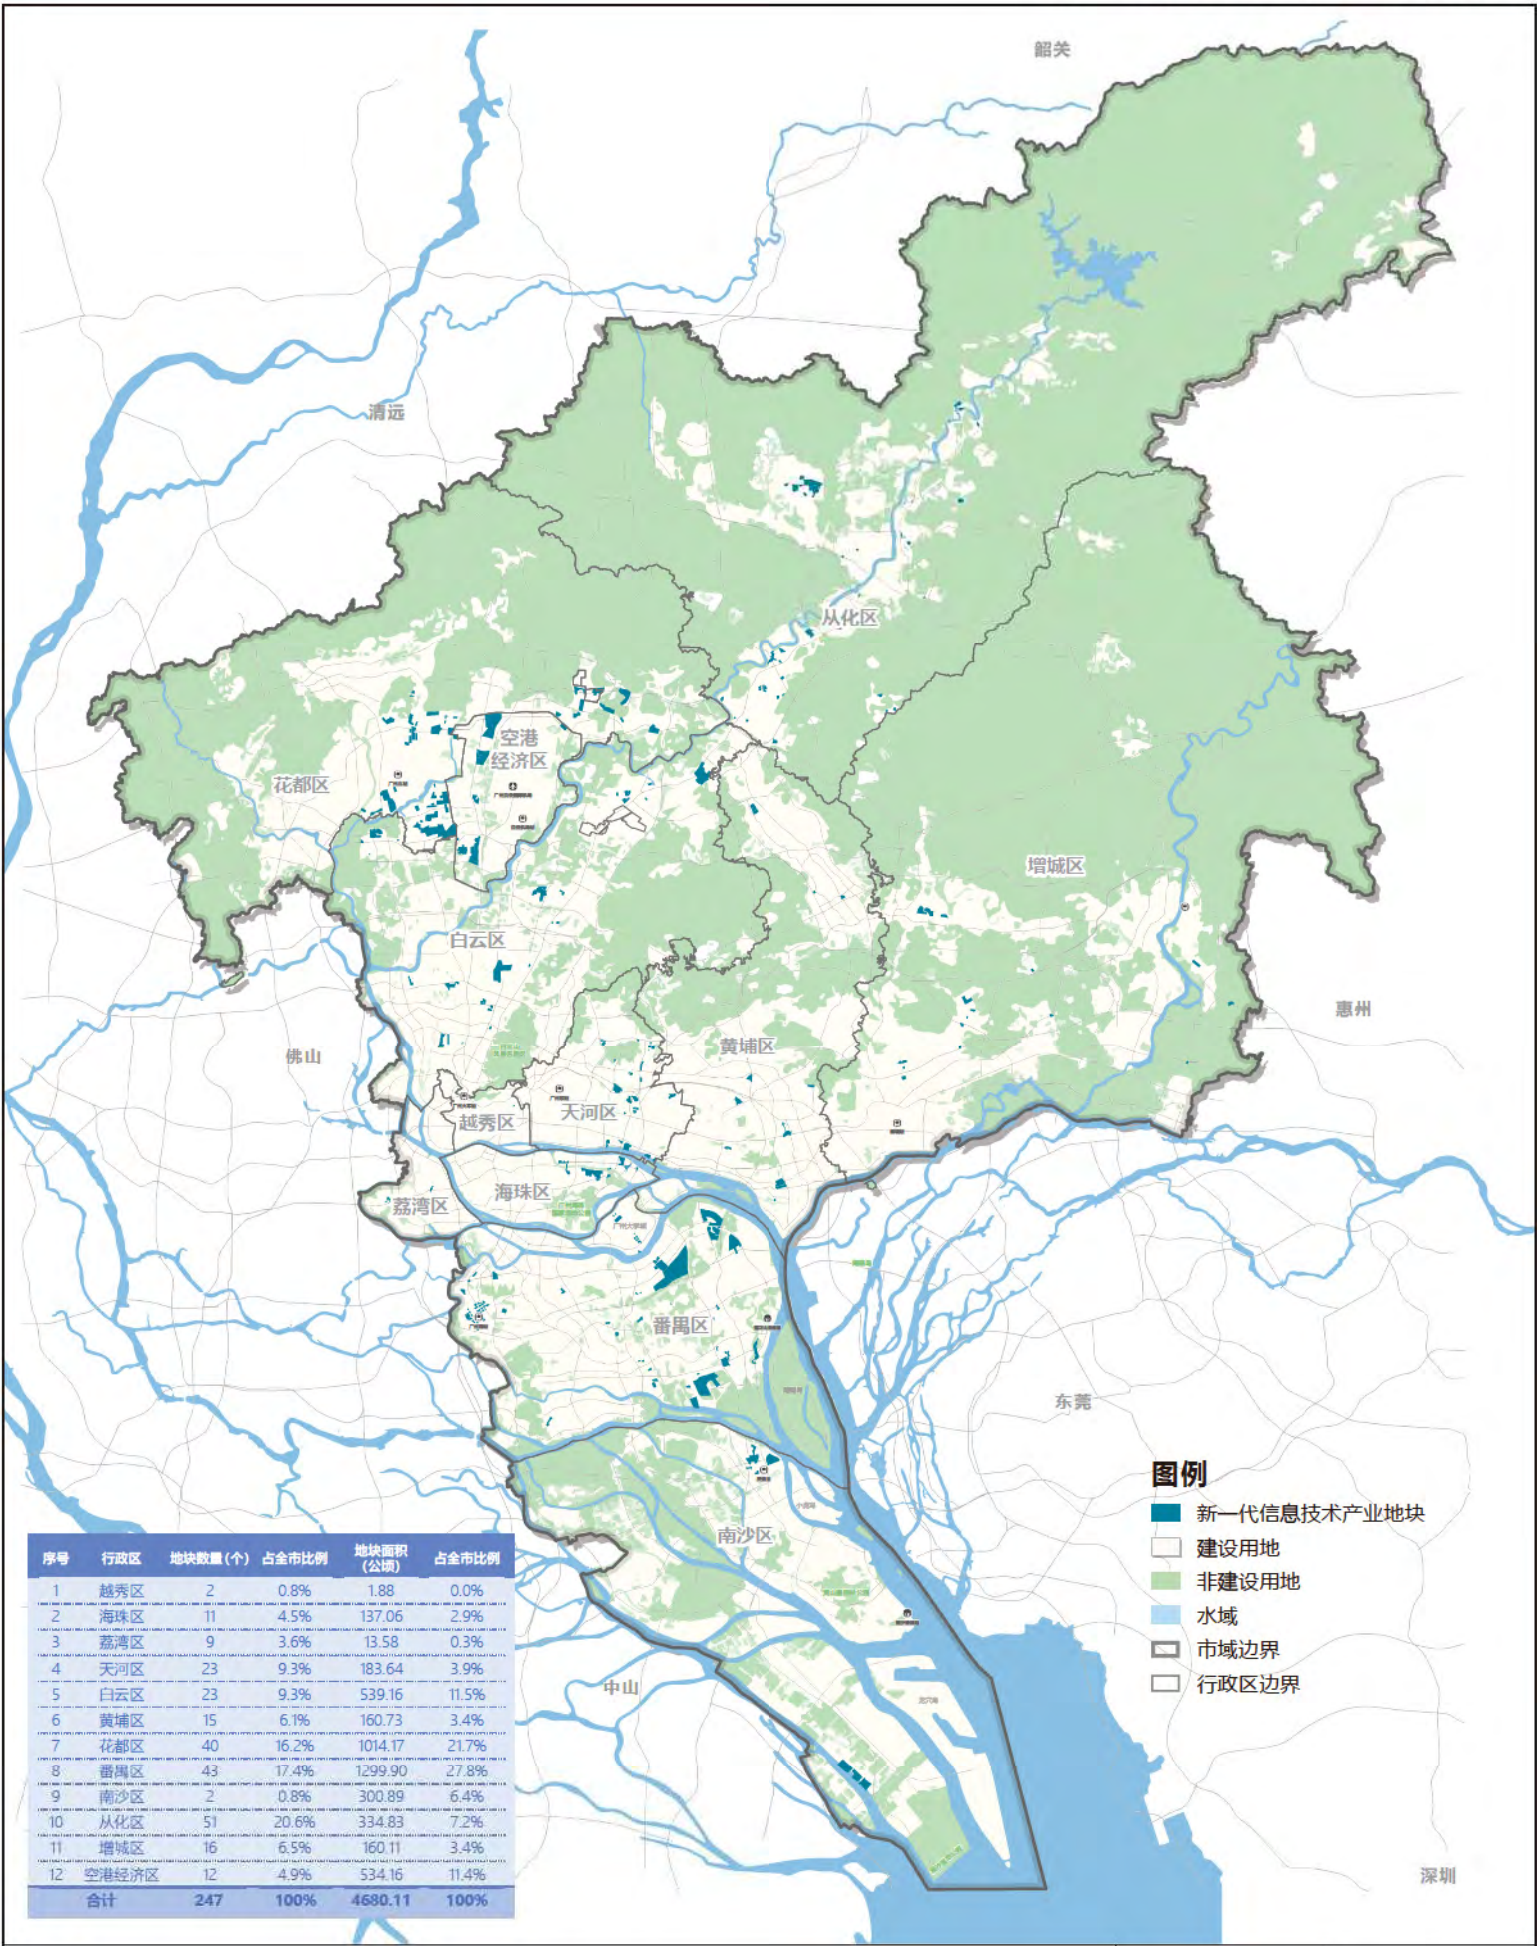 韶关
清远
从化区
空港
经济区
花都区
增城区
白云区
惠州
黄埔区
佛山
越秀区
天河区
海珠区
荔湾区
广州大学城
番禺区
东莞
南沙区
小虎岛
龙穴岛
中山
深圳
图例
新一代信息技术产业地块
建设用地
非建设用地
水域
市域边界
行政区边界
序号 行政区 地块数量(个) 占全市比例 地块面积(公顷) 占全市比例
1 越秀区 2 0.8% 1.88 0.0%
2 海珠区 11 4.5% 137.06 2.9%
3 荔湾区 9 3.6% 13.58 0.3%
4 天河区 23 9.3% 183.64 3.9%
5 白云区 23 9.3% 539.16 11.5%
6 黄埔区 15 6.1% 160.73 3.4%
7 花都区 40 16.2% 1014.17 21.7%
8 番禺区 43 17.4% 1299.90 27.8%
9 南沙区 2 0.8% 300.89 6.4%
10 从化区 51 20.6% 334.83 7.2%
11 增城区 16 6.5% 160.11 3.4%
12 空港经济区 12 4.9% 534.16 11.4%
合计 247 100% 4680.11 100%